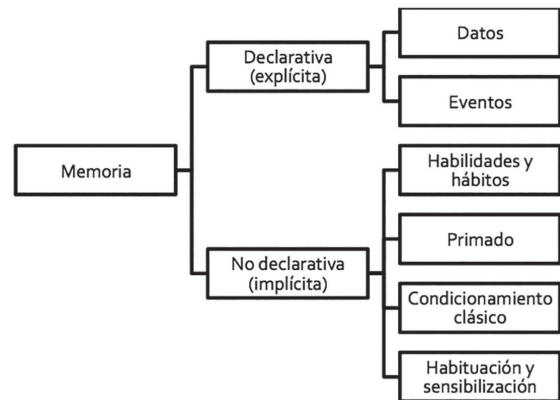 Memoria
Declarativa
(explícita)
Datos
Eventos
No declarativa
(implícita)
Habilidades y
hábitos
Primado
Condicionamiento
clásico
Habituación y
sensibilización